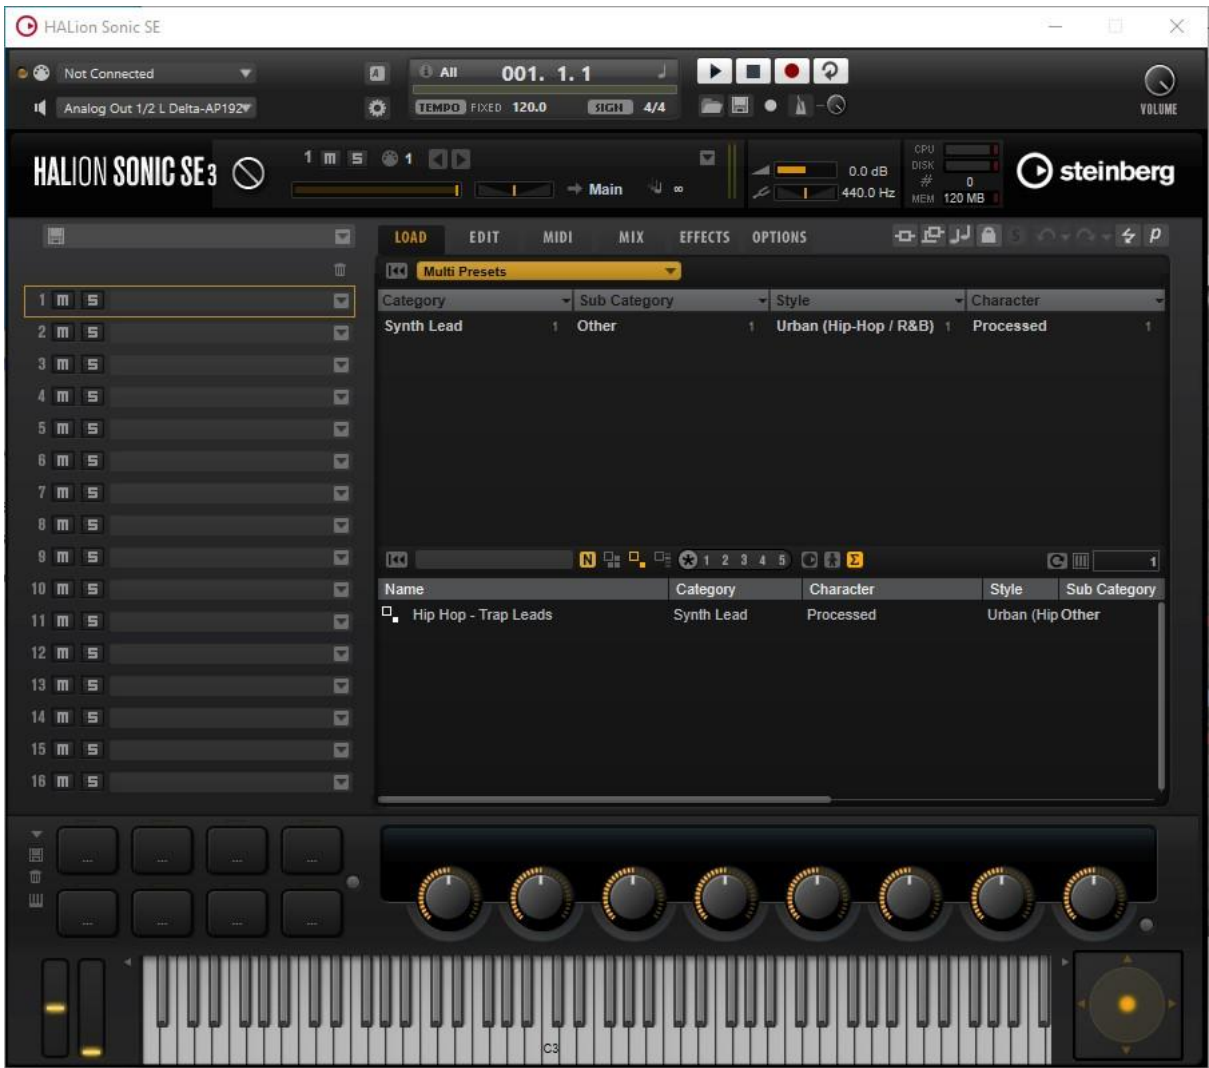 HALion Sonic SE
Not Connected
A
All 001. 1. 1
Analog Out 1/2 L Delta-AP192
TEMPO FIXED 120.0 SIGN 4/4
VOLUME
HALION SONIC SE 3
1 m S 1
Main ∞
0.0 dB
440.0 Hz
CPU
DISK
# 0
MEM 120 MB
steinberg
LOAD EDIT MIDI MIX EFFECTS OPTIONS
S
Multi Presets
Category Sub Category Style Character
Synth Lead 1 Other 1 Urban (Hip-Hop / R&B) 1 Processed 1
1 m S
2 m S
3 m S
4 m S
5 m S
6 m S
7 m S
8 m S
9 m S
10 m S
11 m S
12 m S
13 m S
14 m S
15 m S
16 m S
N 1 2 3 4 5 Σ 1
Name Category Character Style Sub Category
Hip Hop - Trap Leads Synth Lead Processed Urban (Hip Other
... ... ... ...
... ... ... ...
C3